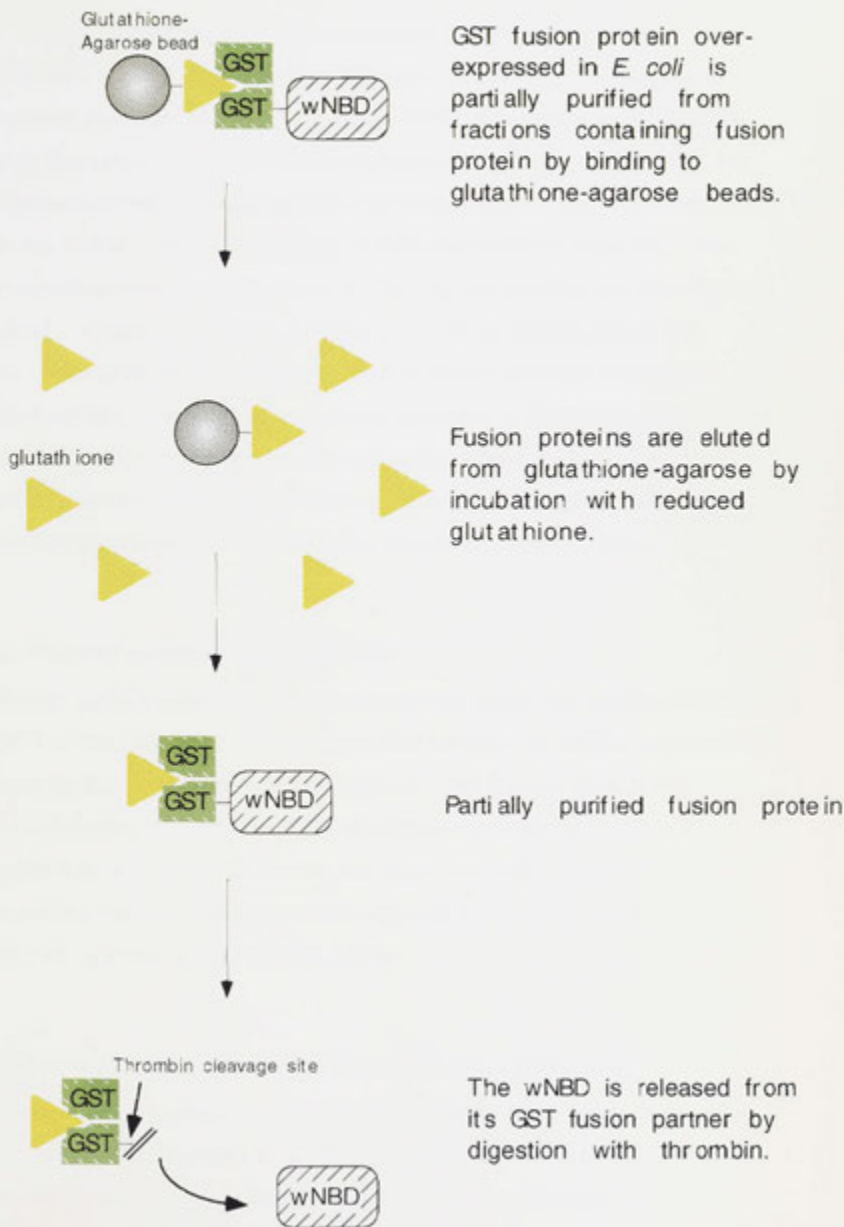 Glutathione-
Agarose bead
GST
GST
wNBD
GST fusion protein over-
expressed in E. coli is
partially purified from
fractions containing fusion
protein by binding to
glutathione-agarose beads.
glutathione
Fusion proteins are eluted
from glutathione-agarose by
incubation with reduced
glutathione.
GST
GST
wNBD
Partially purified fusion protein
Thrombin cleavage site
GST
GST
wNBD
The wNBD is released from
its GST fusion partner by
digestion with thrombin.